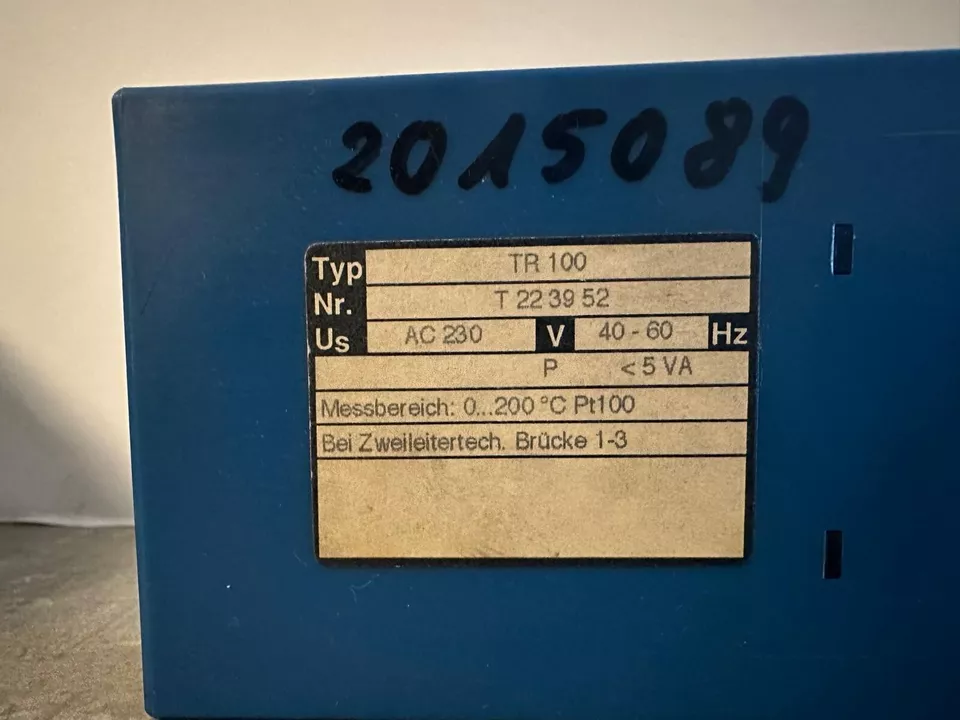 2015089
Typ TR 100
Nr. T 22 39 52
Us AC 230 V 40 - 60 Hz
P < 5 VA
Messbereich: 0...200 °C Pt100
Bei Zweileitertech. Brücke 1-3